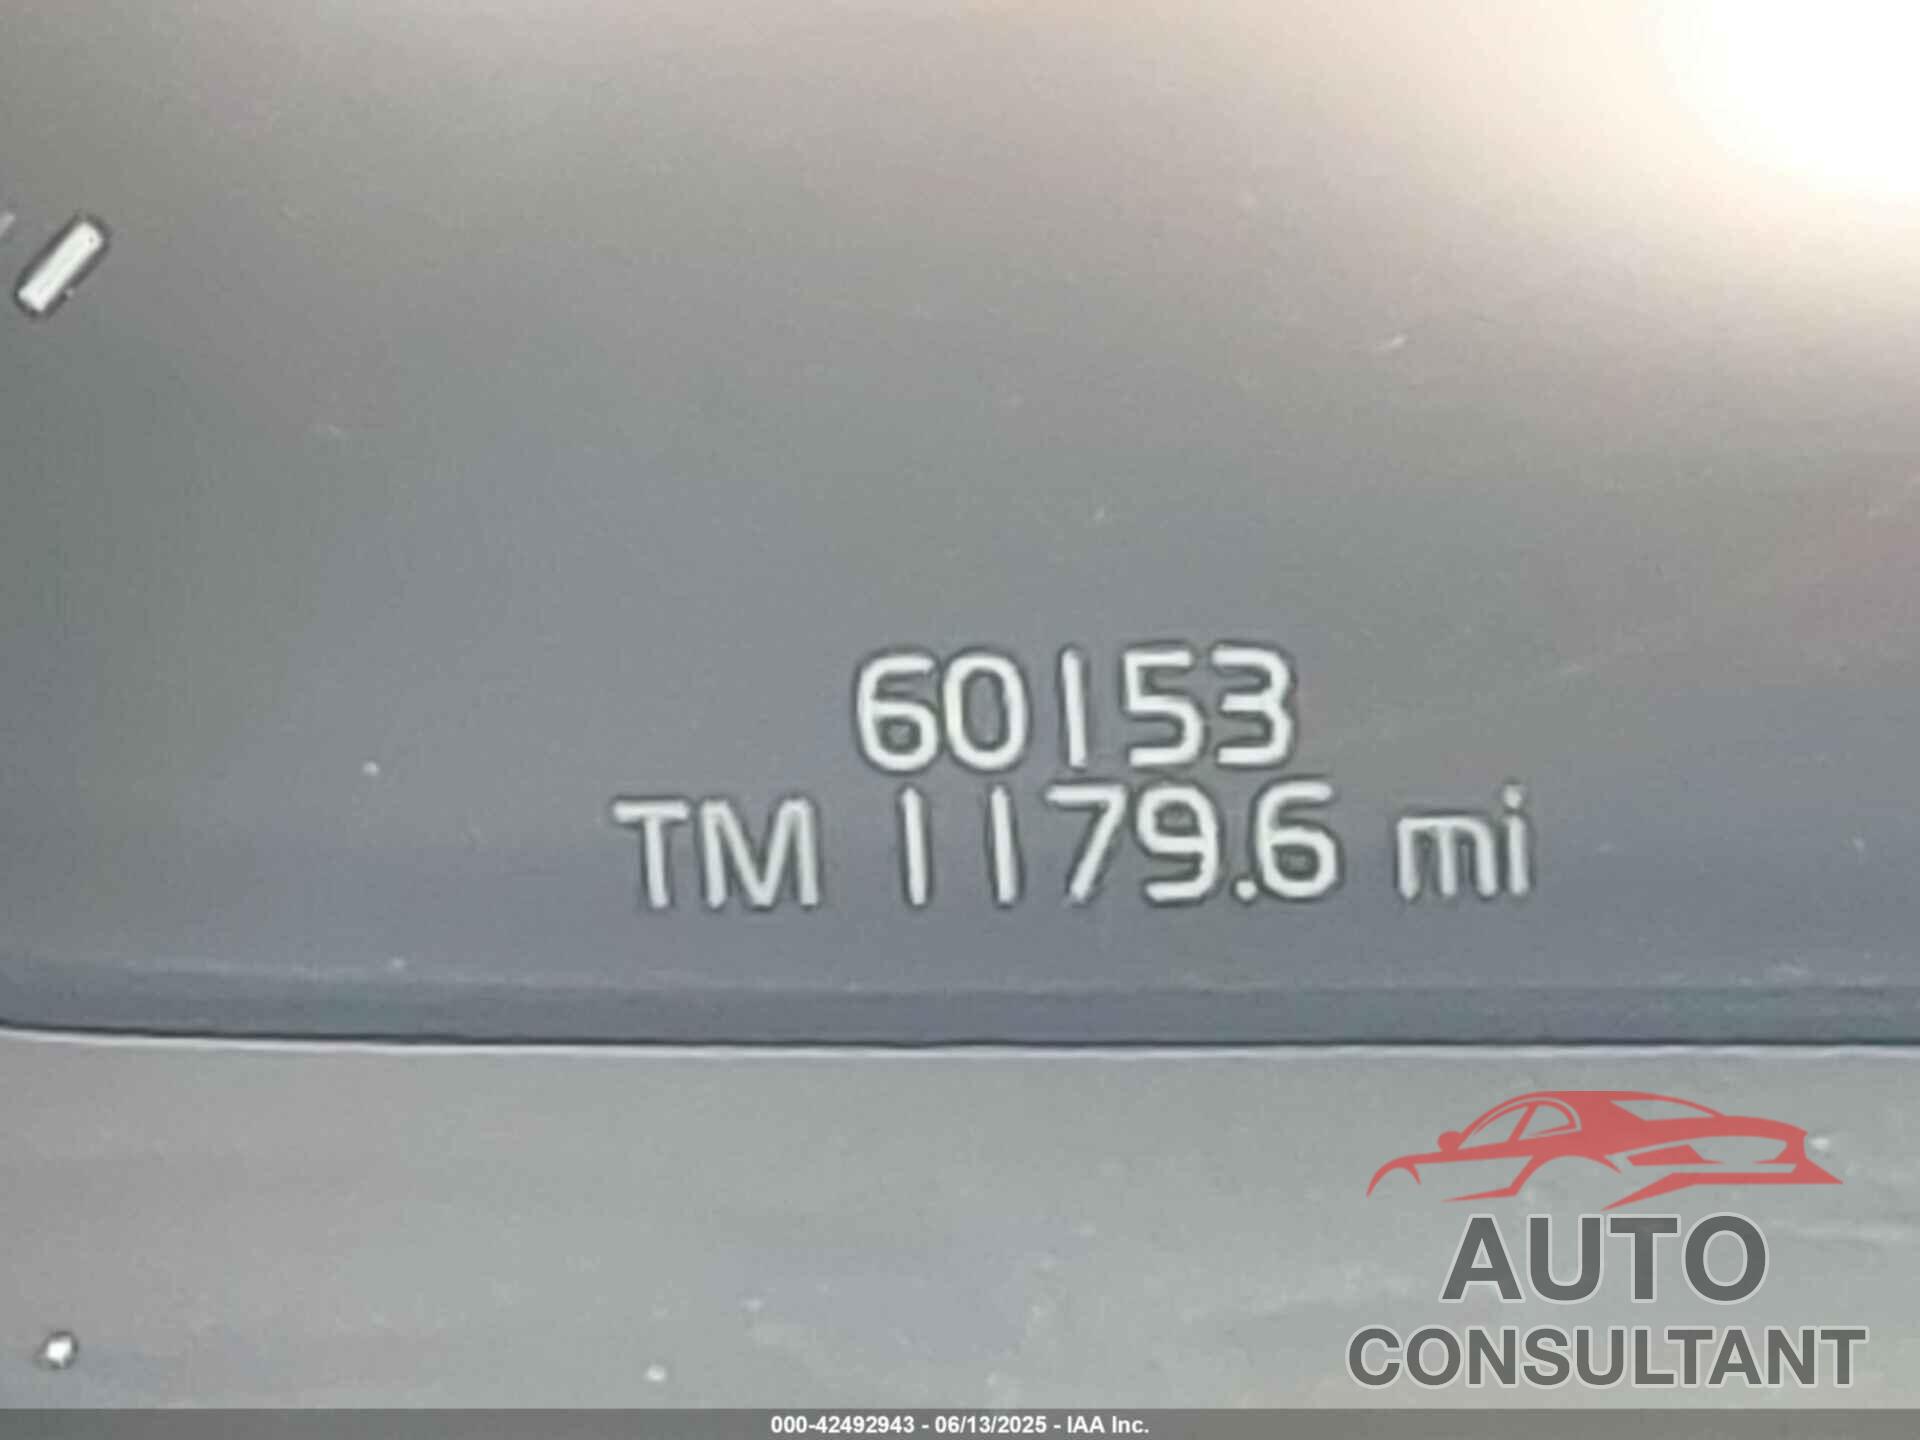 60153
TM 1179.6 mi
AUTO
CONSULTANT
000-42492943 - 06/13/2025 - IAA Inc.